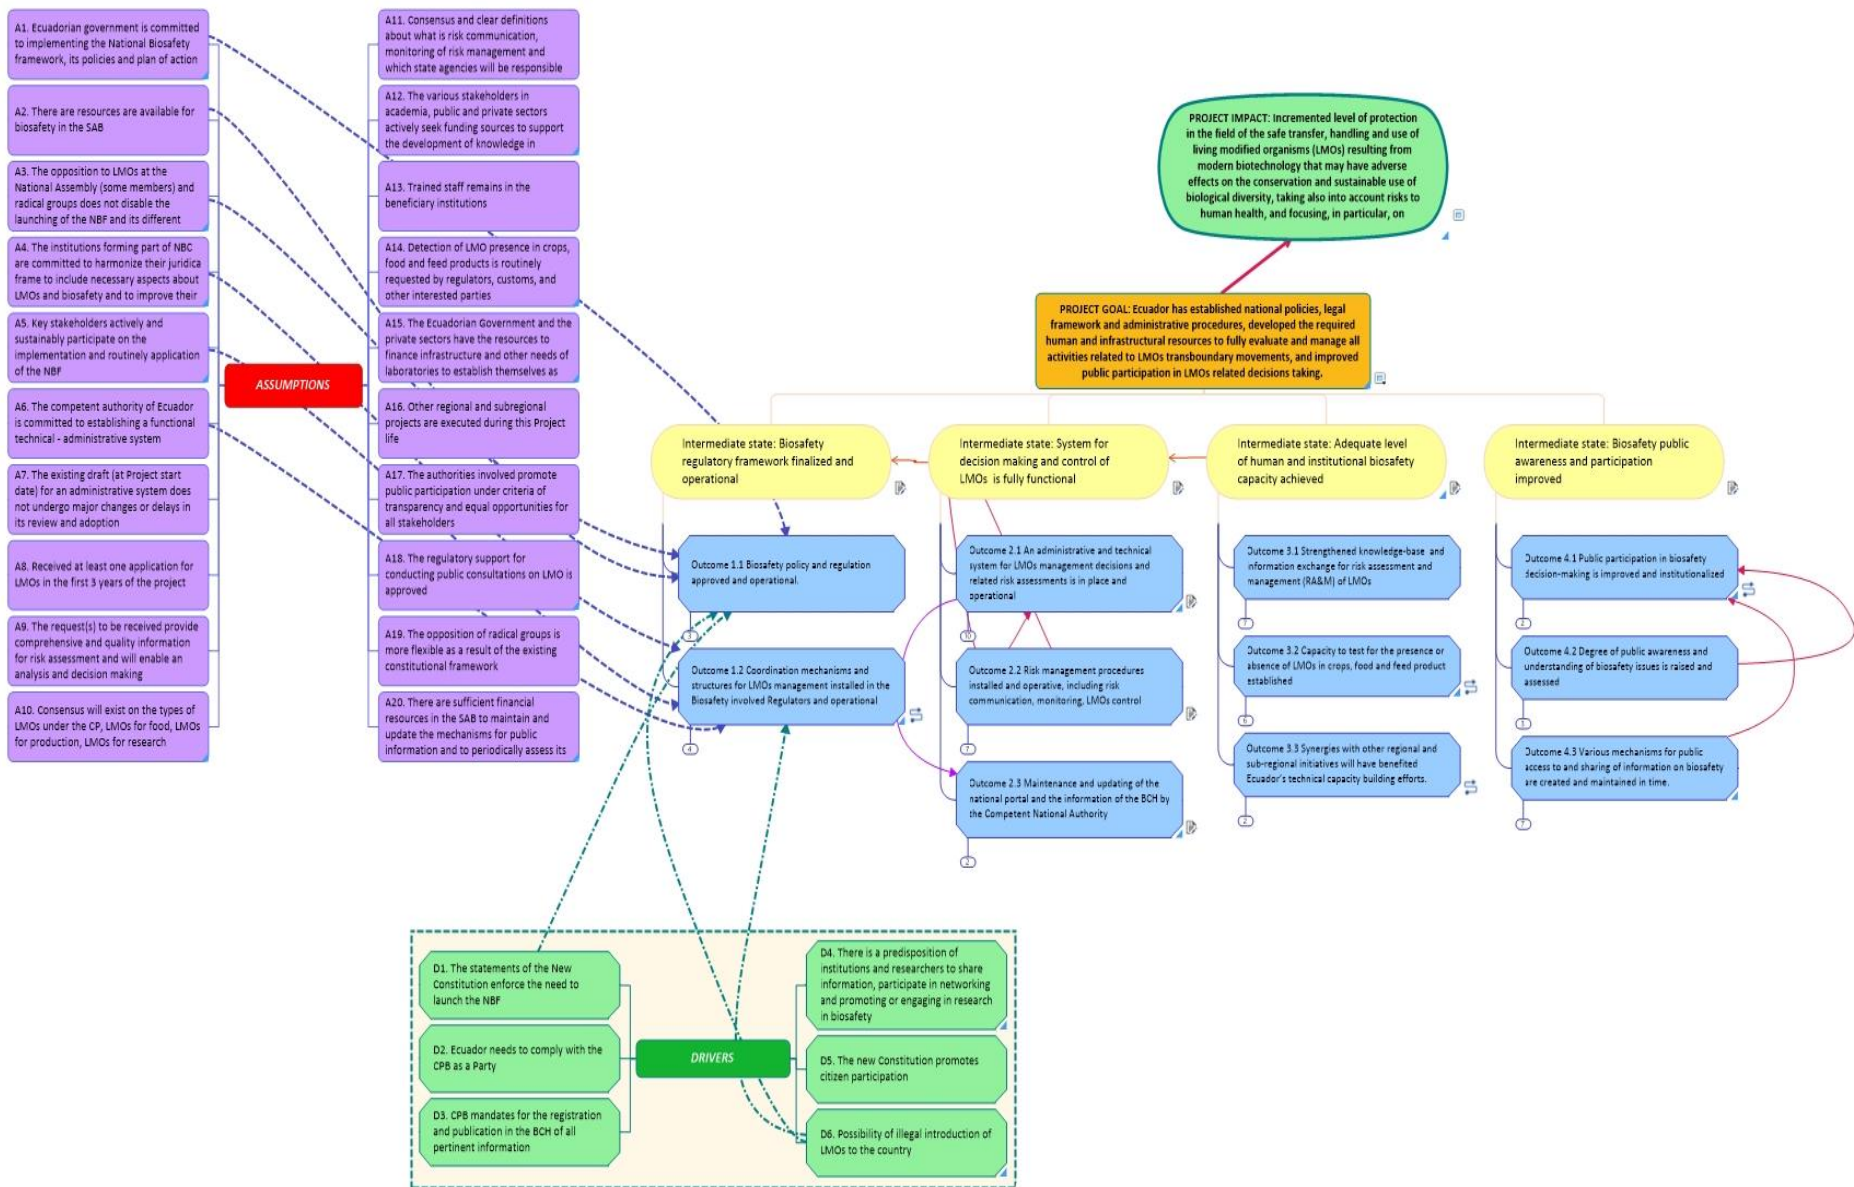 A1. Ecuadorian government is committed
to implementing the National Biosafety
framework, its policies and plan of action
A2. There are resources are available for
biosafety in the SAB
A3. The opposition to LMOs at the
National Assembly (some members) and
radical groups does not disable the
launching of the NBF and its different
A4. The institutions forming part of NBC
are committed to harmonize their juridica
frame to include necessary aspects about
LMOs and biosafety and to improve their
A5. Key stakeholders actively and
sustainably participate on the
implementation and routinely application
of the NBF
A6. The competent authority of Ecuador
is committed to establishing a functional
technical - administrative system
A7. The existing draft (at Project start
date) for an administrative system does
not undergo major changes or delays in
its review and adoption
A8. Received at least one application for
LMOs in the first 3 years of the project
A9. The request(s) to be received provide
comprehensive and quality information
for risk assessment and will enable an
analysis and decision making
A10. Consensus will exist on the types of
LMOs under the CP, LMOs for food, LMOs
for production, LMOs for research
ASSUMPTIONS
A11. Consensus and clear definitions
about what is risk communication,
monitoring of risk management and
which state agencies will be responsible
A12. The various stakeholders in
academia, public and private sectors
actively seek funding sources to support
the development of knowledge in
A13. Trained staff remains in the
beneficiary institutions
A14. Detection of LMO presence in crops,
food and feed products is routinely
requested by regulators, customs, and
other interested parties
A15. The Ecuadorian Government and the
private sectors have the resources to
finance infrastructure and other needs of
laboratories to establish themselves as
A16. Other regional and subregional
projects are executed during this Project
life
A17. The authorities involved promote
public participation under criteria of
transparency and equal opportunities for
all stakeholders
A18. The regulatory support for
conducting public consultations on LMO is
approved
A19. The opposition of radical groups is
more flexible as a result of the existing
constitutional framework
A20. There are sufficient financial
resources in the SAB to maintain and
update the mechanisms for public
information and to periodically assess its
PROJECT IMPACT: Incremented level of protection
in the field of the safe transfer, handling and use of
living modified organisms (LMOs) resulting from
modern biotechnology that may have adverse
effects on the conservation and sustainable use of
biological diversity, taking also into account risks to
human health, and focusing, in particular, on
PROJECT GOAL: Ecuador has established national policies, legal
framework and administrative procedures, developed the required
human and infrastructural resources to fully evaluate and manage all
activities related to LMOs transboundary movements, and improved
public participation in LMOs related decisions taking.
Intermediate state: Biosafety
regulatory framework finalized and
operational
Outcome 1.1 Biosafety policy and regulation
approved and operational.
3
Outcome 1.2 Coordination mechanisms and
structures for LMOs management installed in the
Biosafety involved Regulators and operational
4
Intermediate state: System for
decision making and control of
LMOs is fully functional
Outcome 2.1 An administrative and technical
system for LMOs management decisions and
related risk assessments is in place and
operational
10
Outcome 2.2 Risk management procedures
installed and operative, including risk
communication, monitoring, LMOs control
7
Outcome 2.3 Maintenance and updating of the
national portal and the information of the BCH by
the Competent National Authority
2
Intermediate state: Adequate level
of human and institutional biosafety
capacity achieved
Outcome 3.1 Strengthened knowledge-base and
information exchange for risk assessment and
management (RA&M) of LMOs
7
Outcome 3.2 Capacity to test for the presence or
absence of LMOs in crops, food and feed product
established
6
Outcome 3.3 Synergies with other regional and
sub-regional initiatives will have benefited
Ecuador's technical capacity building efforts.
2
Intermediate state: Biosafety public
awareness and participation
improved
Outcome 4.1 Public participation in biosafety
decision-making is improved and institutionalized
Outcome 4.2 Degree of public awareness and
understanding of biosafety issues is raised and
assessed
Outcome 4.3 Various mechanisms for public
access to and sharing of information on biosafety
are created and maintained in time.
7
D1. The statements of the New
Constitution enforce the need to
launch the NBF
D2. Ecuador needs to comply with the
CPB as a Party
D3. CPB mandates for the registration
and publication in the BCH of all
pertinent information
DRIVERS
D4. There is a predisposition of
institutions and researchers to share
information, participate in networking
and promoting or engaging in research
in biosafety
D5. The new Constitution promotes
citizen participation
D6. Possibility of illegal introduction of
LMOs to the country